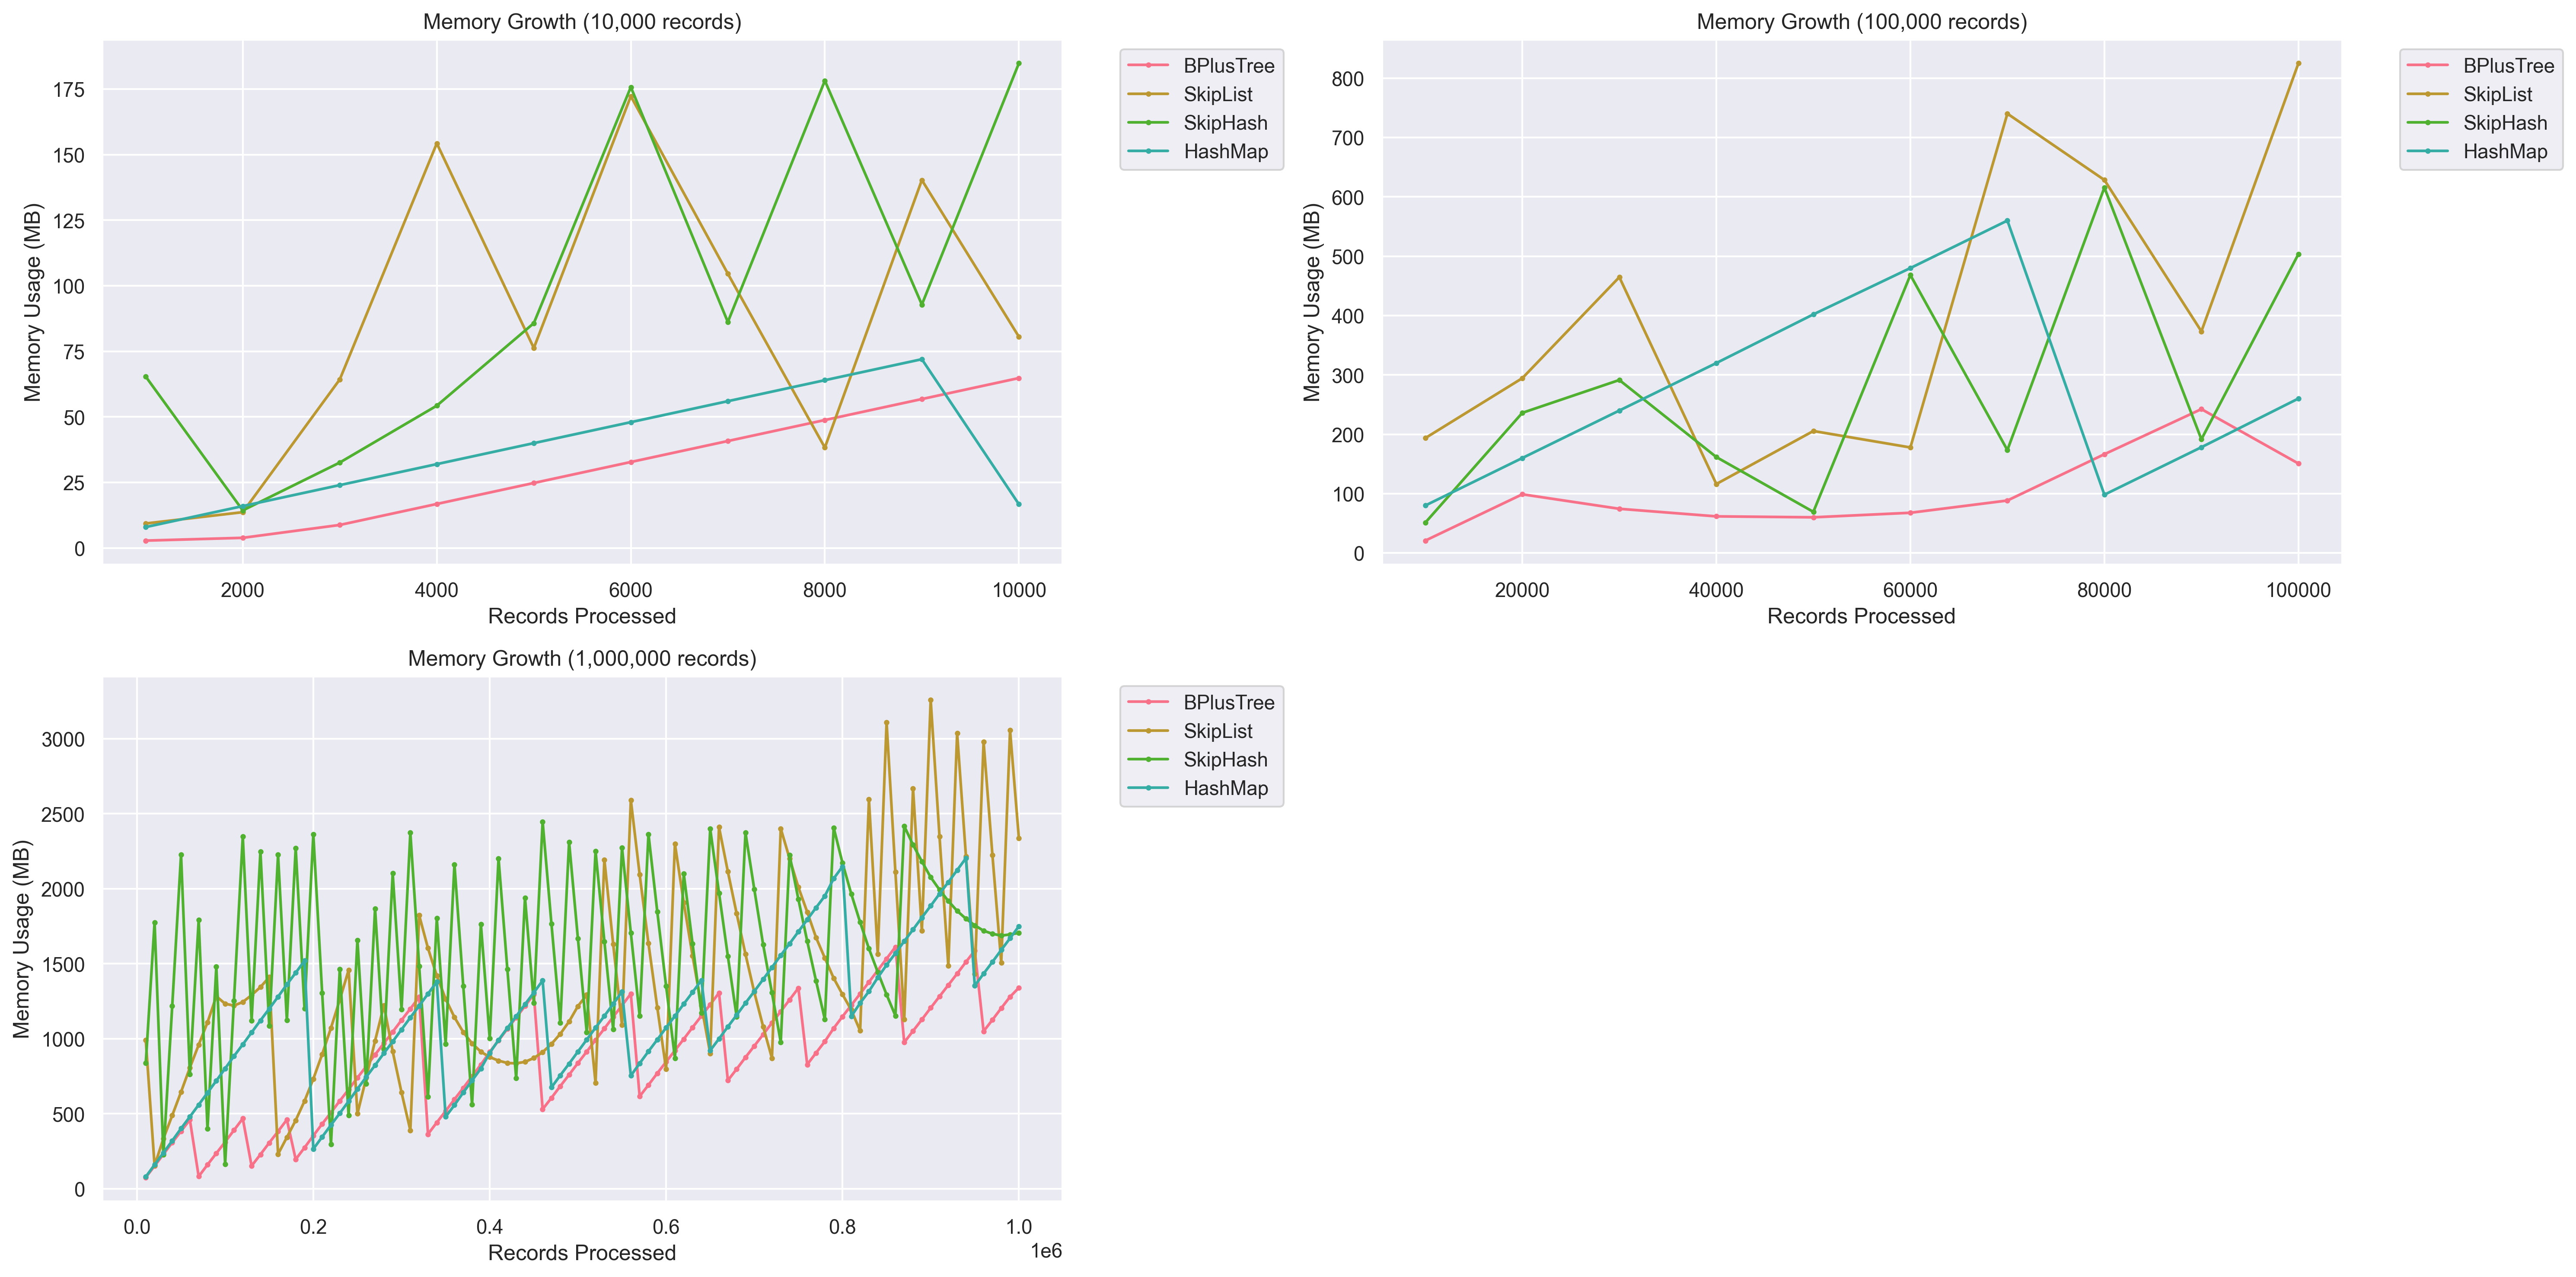 Memory Growth (10,000 records)
Memory Usage (MB)
175
150
125
100
75
50
25
0
2000 4000 6000 8000 10000
Records Processed
BPlusTree
SkipList
SkipHash
HashMap
Memory Growth (100,000 records)
Memory Usage (MB)
800
700
600
500
400
300
200
100
0
20000 40000 60000 80000 100000
Records Processed
BPlusTree
SkipList
SkipHash
HashMap
Memory Growth (1,000,000 records)
Memory Usage (MB)
3000
2500
2000
1500
1000
500
0
0.0 0.2 0.4 0.6 0.8 1.0
1e6
Records Processed
BPlusTree
SkipList
SkipHash
HashMap